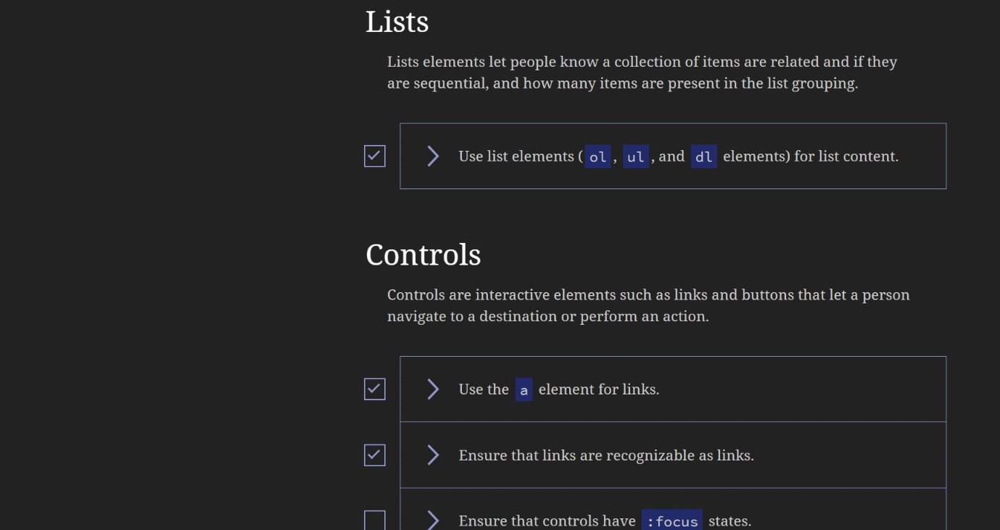 Lists
Lists elements let people know a collection of items are related and if they
are sequential, and how many items are present in the list grouping.
Use list elements ( ol , ul , and dl elements) for list content.
Controls
Controls are interactive elements such as links and buttons that let a person
navigate to a destination or perform an action.
Use the a element for links.
Ensure that links are recognizable as links.
Ensure that controls have :focus states.